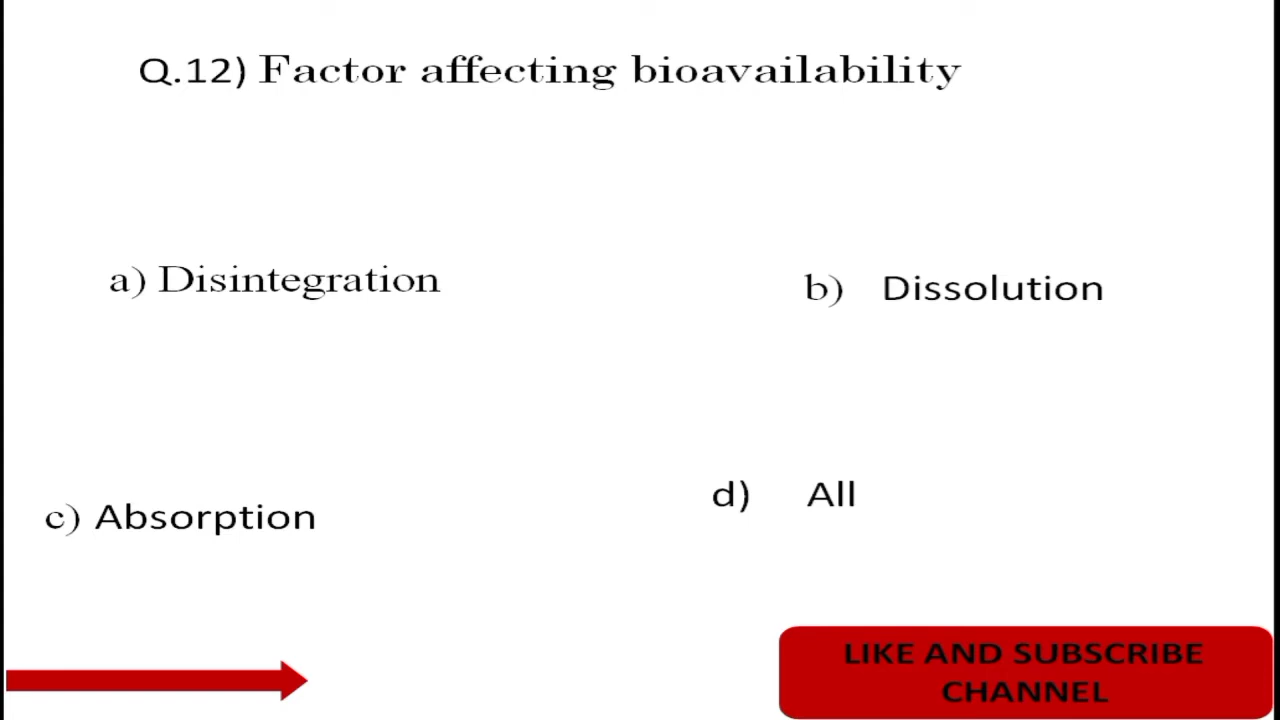 Q.12) Factor affecting bioavailability
a) Disintegration
b) Dissolution
c) Absorption
d) All
LIKE AND SUBSCRIBE
CHANNEL